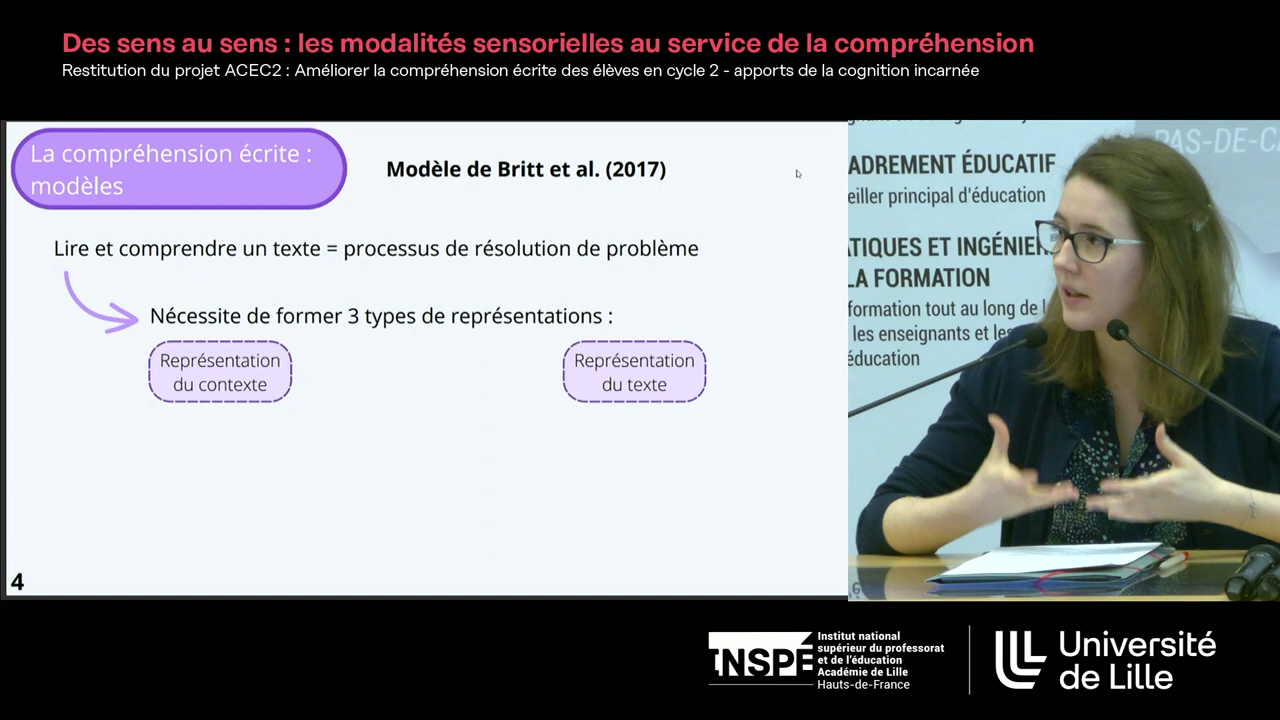 Des sens au sens : les modalités sensorielles au service de la compréhension
Restitution du projet ACEC2 : Améliorer la compréhension écrite des élèves en cycle 2 - apports de la cognition incarnée
La compréhension écrite :
modèles
Modèle de Britt et al. (2017)
Lire et comprendre un texte = processus de résolution de problème
Nécessite de former 3 types de représentations :
Représentation
du contexte
Représentation
du texte
4
PAS-DE-CA
ADREMENT ÉDUCATIF
eiller principal d'éducation
TIQUES ET INGÉNIER
LA FORMATION
formation tout au long de l
les enseignants et les
éducation
INSPÉ
Institut national
supérieur du professorat
et de l'éducation
Académie de Lille
Hauts-de-France
Université
de Lille